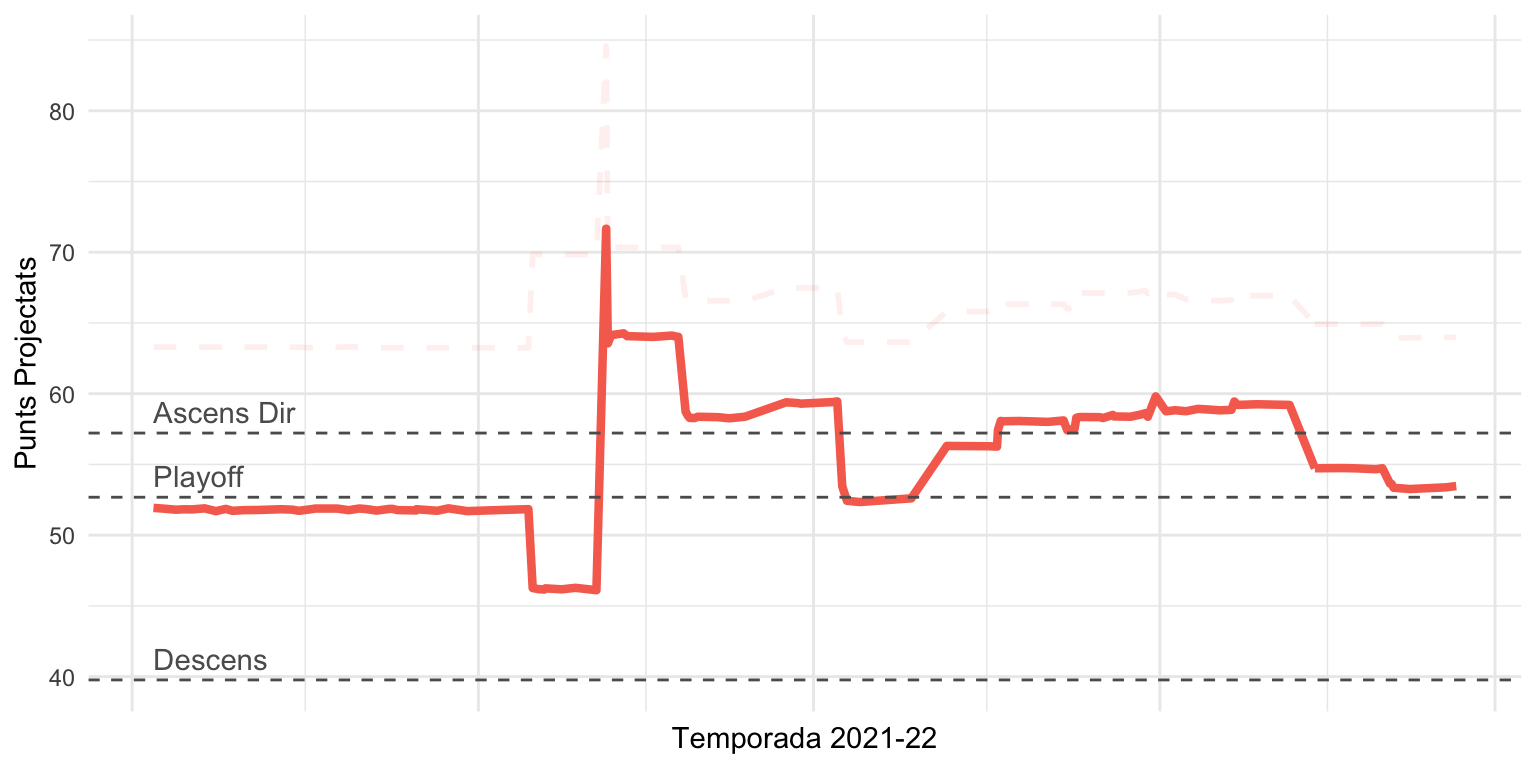 80
70
60
50
40
Punts Projectats
Ascens Dir
Playoff
Descens
Temporada 2021-22